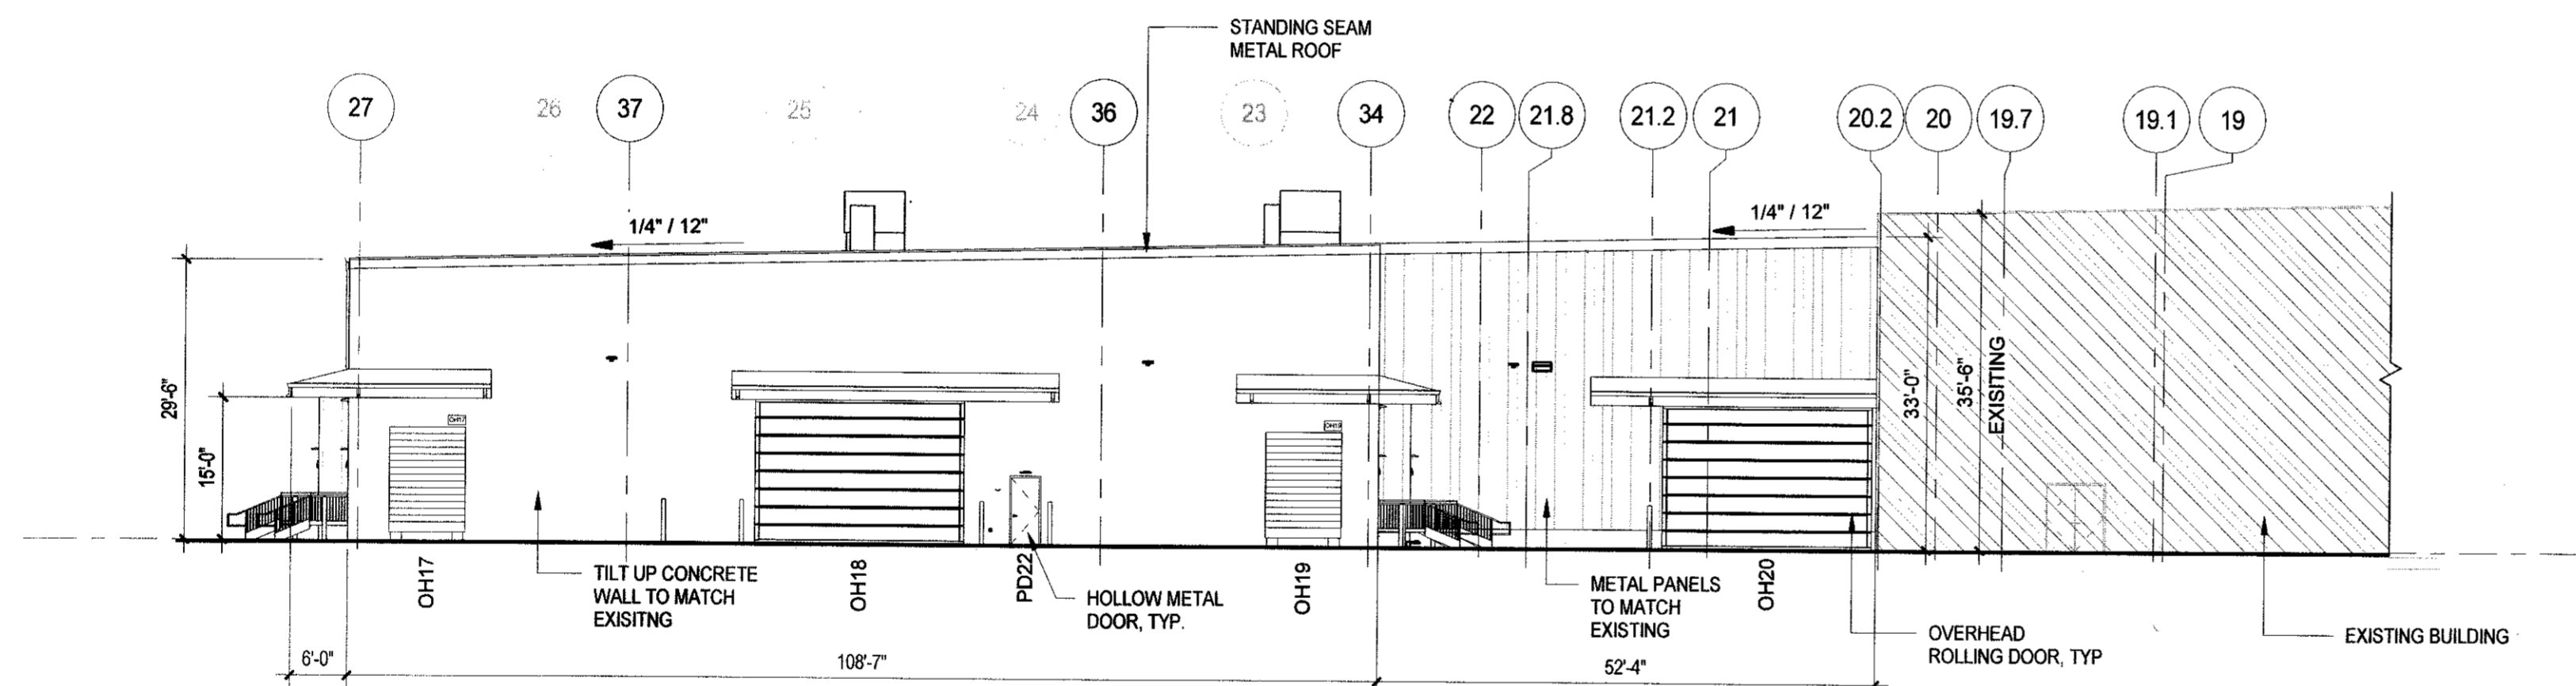 STANDING SEAM
METAL ROOF
27
26
37
25
24
36
23
34
22
21.8
21.2
21
20.2
20
19.7
19.1
19
1/4" / 12"
1/4" / 12"
29'-6"
15'-0"
33'-0"
35'-6"
EXISITING
OH17
OH19
OH17
OH18
PD22
OH19
OH20
TILT UP CONCRETE
WALL TO MATCH
EXISITNG
HOLLOW METAL
DOOR, TYP.
METAL PANELS
TO MATCH
EXISTING
OVERHEAD
ROLLING DOOR, TYP
EXISTING BUILDING
6'-0"
108'-7"
52'-4"